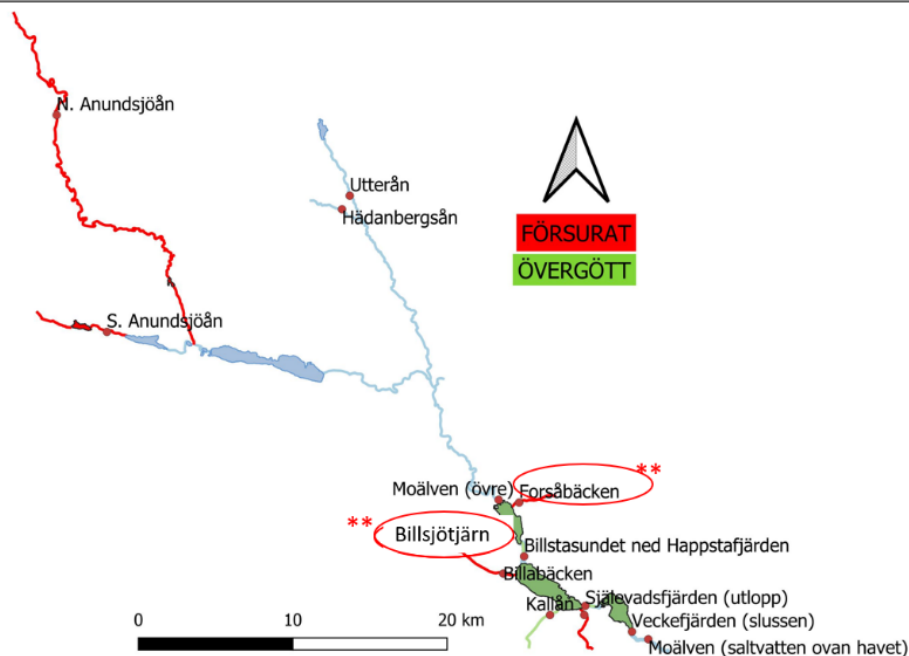 N. Anundsjöån
Utterån
Hädanbergsån
FÖRSURAT
ÖVERGÖTT
S. Anundsjöån
**
Moälven (övre)
Forsåbäcken
**
Billsjötjärn
Billstasundet ned Happstafjärden
Billabäcken
Kallån
Själevadsfjärden (utlopp)
0 10 20 km
Veckefjärden (slussen)
Moälven (saltvatten ovan havet)